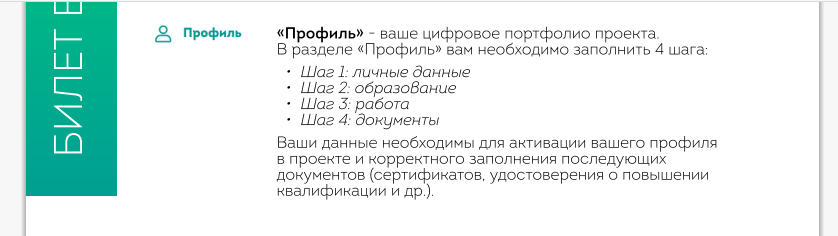 БИЛЕТ В
Профиль
«Профиль» - ваше цифровое портфолио проекта.
В разделе «Профиль» вам необходимо заполнить 4 шага:
• Шаг 1: личные данные
• Шаг 2: образование
• Шаг 3: работа
• Шаг 4: документы
Ваши данные необходимы для активации вашего профиля
в проекте и корректного заполнения последующих
документов (сертификатов, удостоверения о повышении
квалификации и др.).